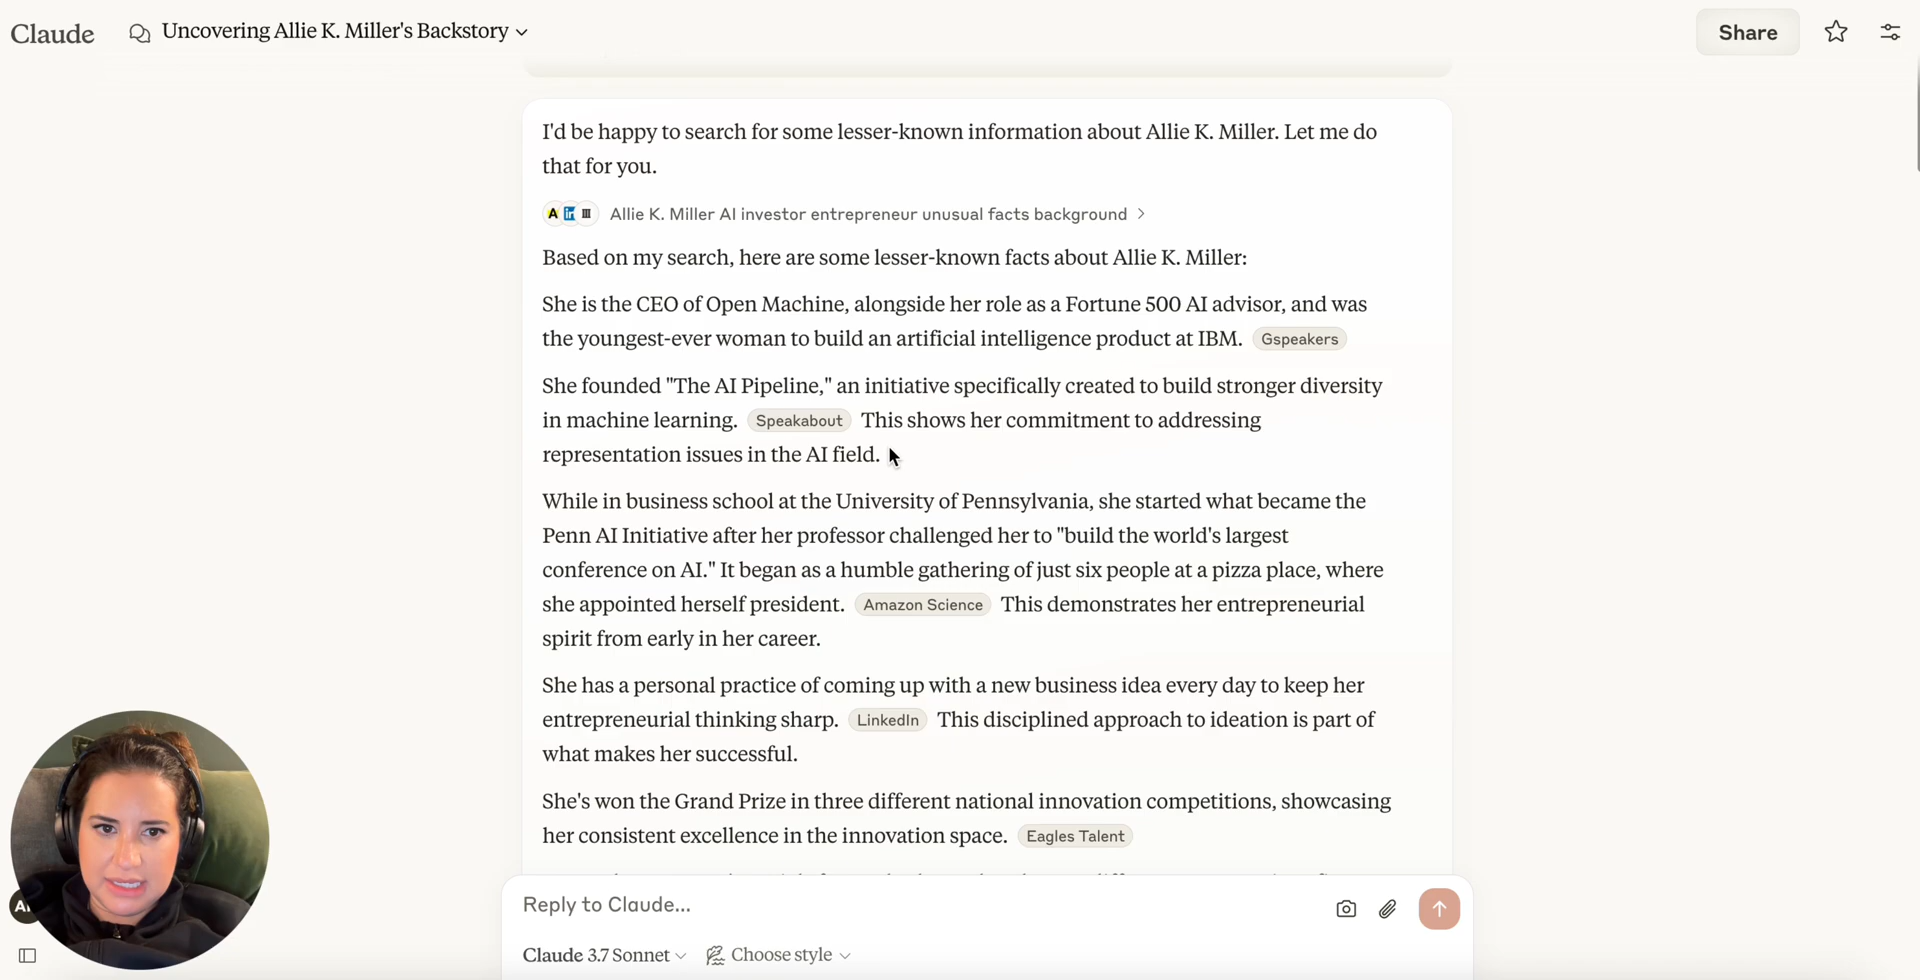 Claude
Uncovering Allie K. Miller's Backstory
Share
I'd be happy to search for some lesser-known information about Allie K. Miller. Let me do
that for you.
A in Allie K. Miller AI investor entrepreneur unusual facts background
Based on my search, here are some lesser-known facts about Allie K. Miller:
She is the CEO of Open Machine, alongside her role as a Fortune 500 AI advisor, and was
the youngest-ever woman to build an artificial intelligence product at IBM. Gspeakers
She founded "The AI Pipeline," an initiative specifically created to build stronger diversity
in machine learning. Speakabout This shows her commitment to addressing
representation issues in the AI field.
While in business school at the University of Pennsylvania, she started what became the
Penn AI Initiative after her professor challenged her to "build the world's largest
conference on AI." It began as a humble gathering of just six people at a pizza place, where
she appointed herself president. Amazon Science This demonstrates her entrepreneurial
spirit from early in her career.
She has a personal practice of coming up with a new business idea every day to keep her
entrepreneurial thinking sharp. LinkedIn This disciplined approach to ideation is part of
what makes her successful.
She's won the Grand Prize in three different national innovation competitions, showcasing
her consistent excellence in the innovation space. Eagles Talent
Reply to Claude...
Claude 3.7 Sonnet
Choose style